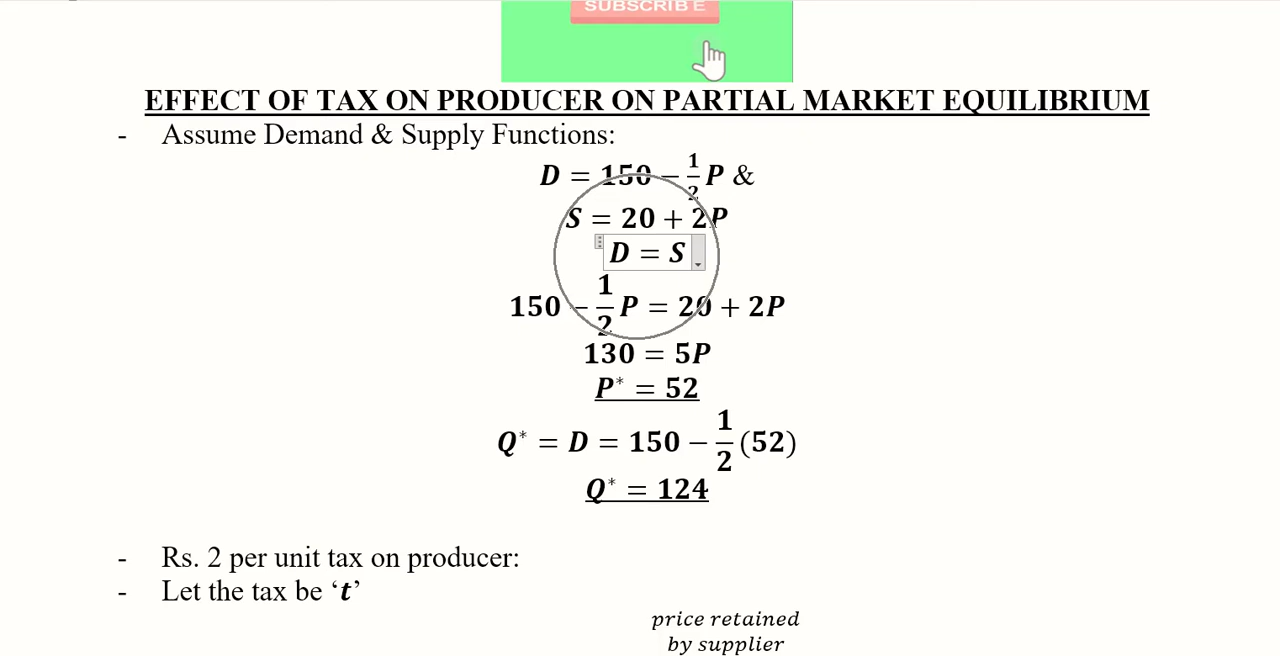 SUBSCRIBE
EFFECT OF TAX ON PRODUCER ON PARTIAL MARKET EQUILIBRIUM
- Assume Demand & Supply Functions:
D = 150 − 1/2 P &
S = 20 + 2P
D = S
150 − 1/2 P = 20 + 2P
130 = 5P
P* = 52
Q* = D = 150 − 1/2 (52)
Q* = 124
- Rs. 2 per unit tax on producer:
- Let the tax be ‘t’
price retained
by supplier